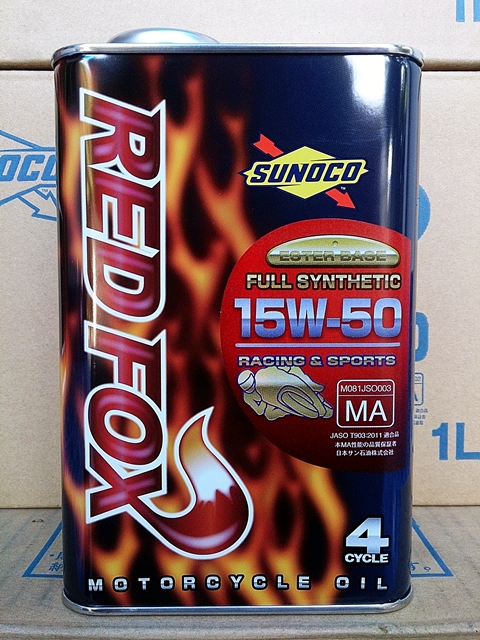 RED FOX
SUNOCO
ESTER BASE
FULL SYNTHETIC
15W-50
RACING & SPORTS
M081JSO003
MA
JASO T903:2011 適合品
本MA性能の品質保証者
日本サン石油株式会社
4
CYCLE
MOTORCYCLE OIL
1L